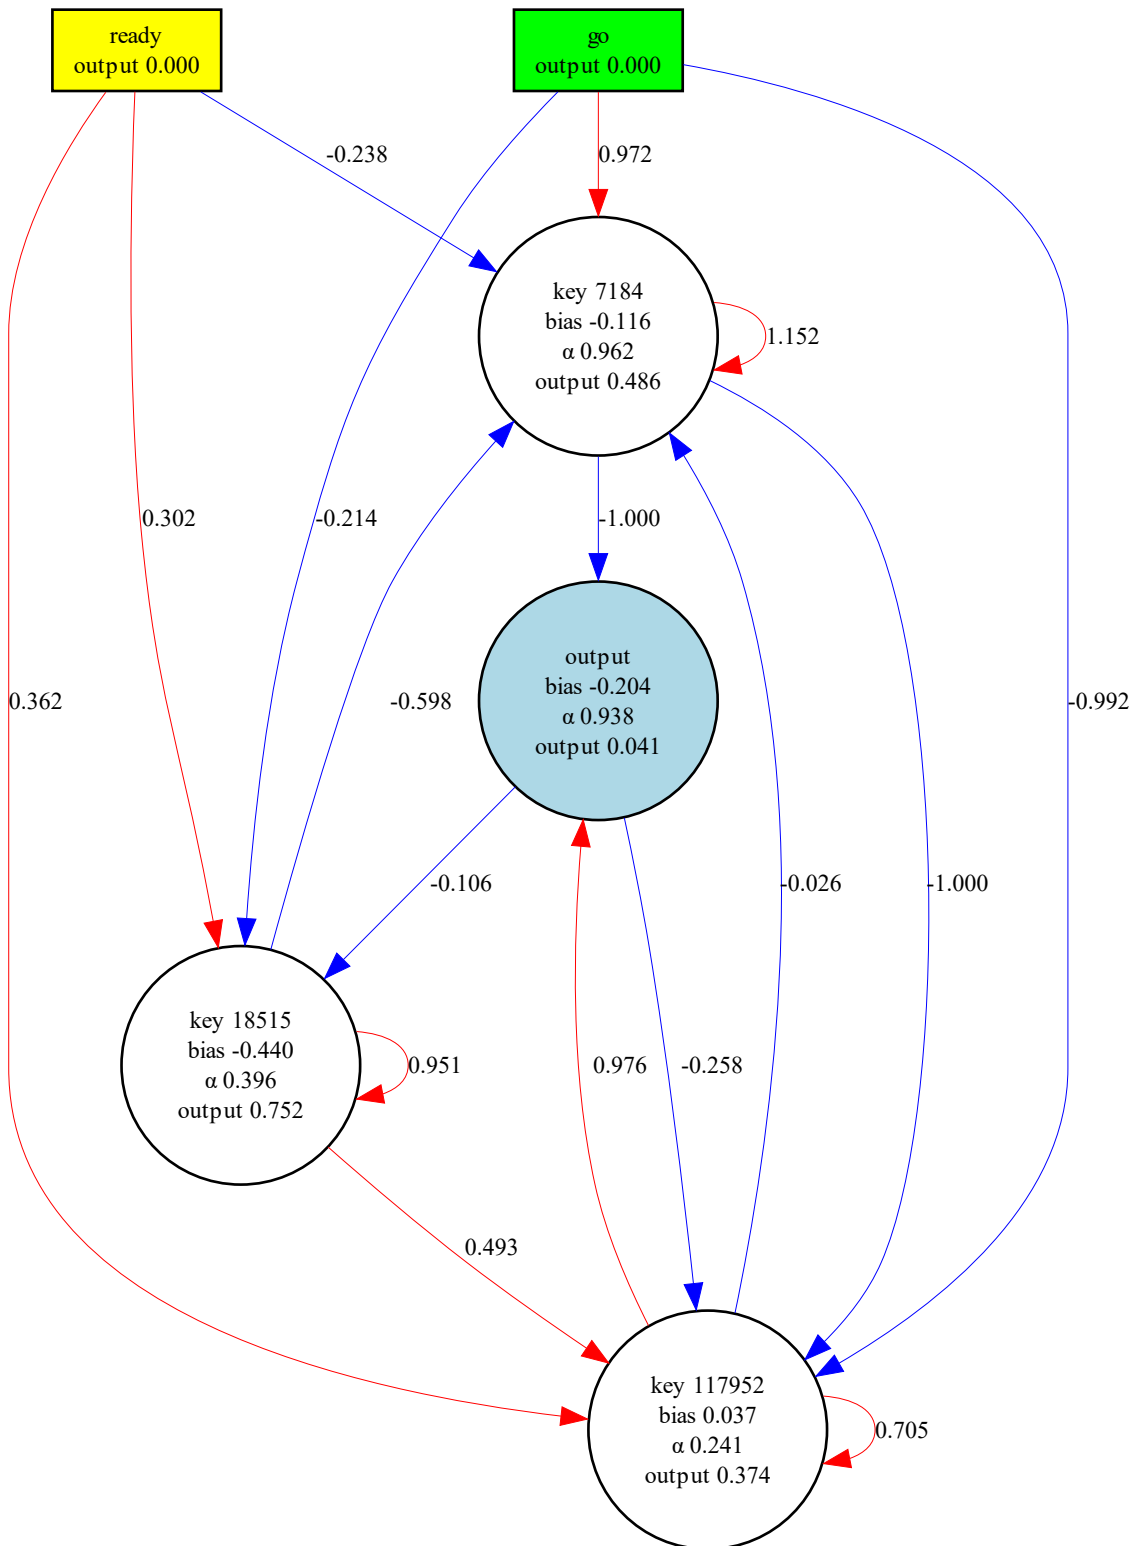 ready
output 0.000
go
output 0.000
-0.238
0.972
key 7184
bias -0.116
α 0.962
output 0.486
1.152
0.302
-0.214
-1.000
output
bias -0.204
α 0.938
output 0.041
0.362
-0.598
-0.992
-0.106
-0.026
-1.000
key 18515
bias -0.440
α 0.396
output 0.752
0.951
0.976
-0.258
0.493
key 117952
bias 0.037
α 0.241
output 0.374
0.705